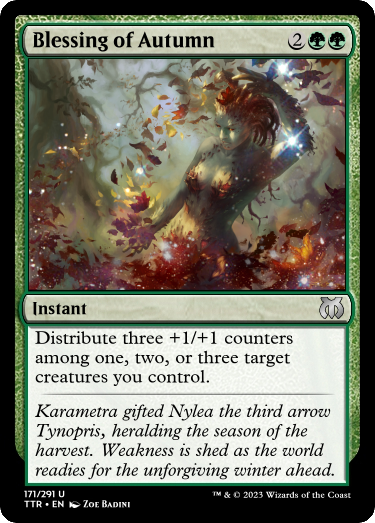 Blessing of Autumn 2
Instant
Distribute three +1/+1 counters
among one, two, or three target
creatures you control.
Karametra gifted Nylea the third arrow
Tynopris, heralding the season of the
harvest. Weakness is shed as the world
readies for the unforgiving winter ahead.
171/291 U
TTR • EN Zoe Badini
™ & © 2023 Wizards of the Coast